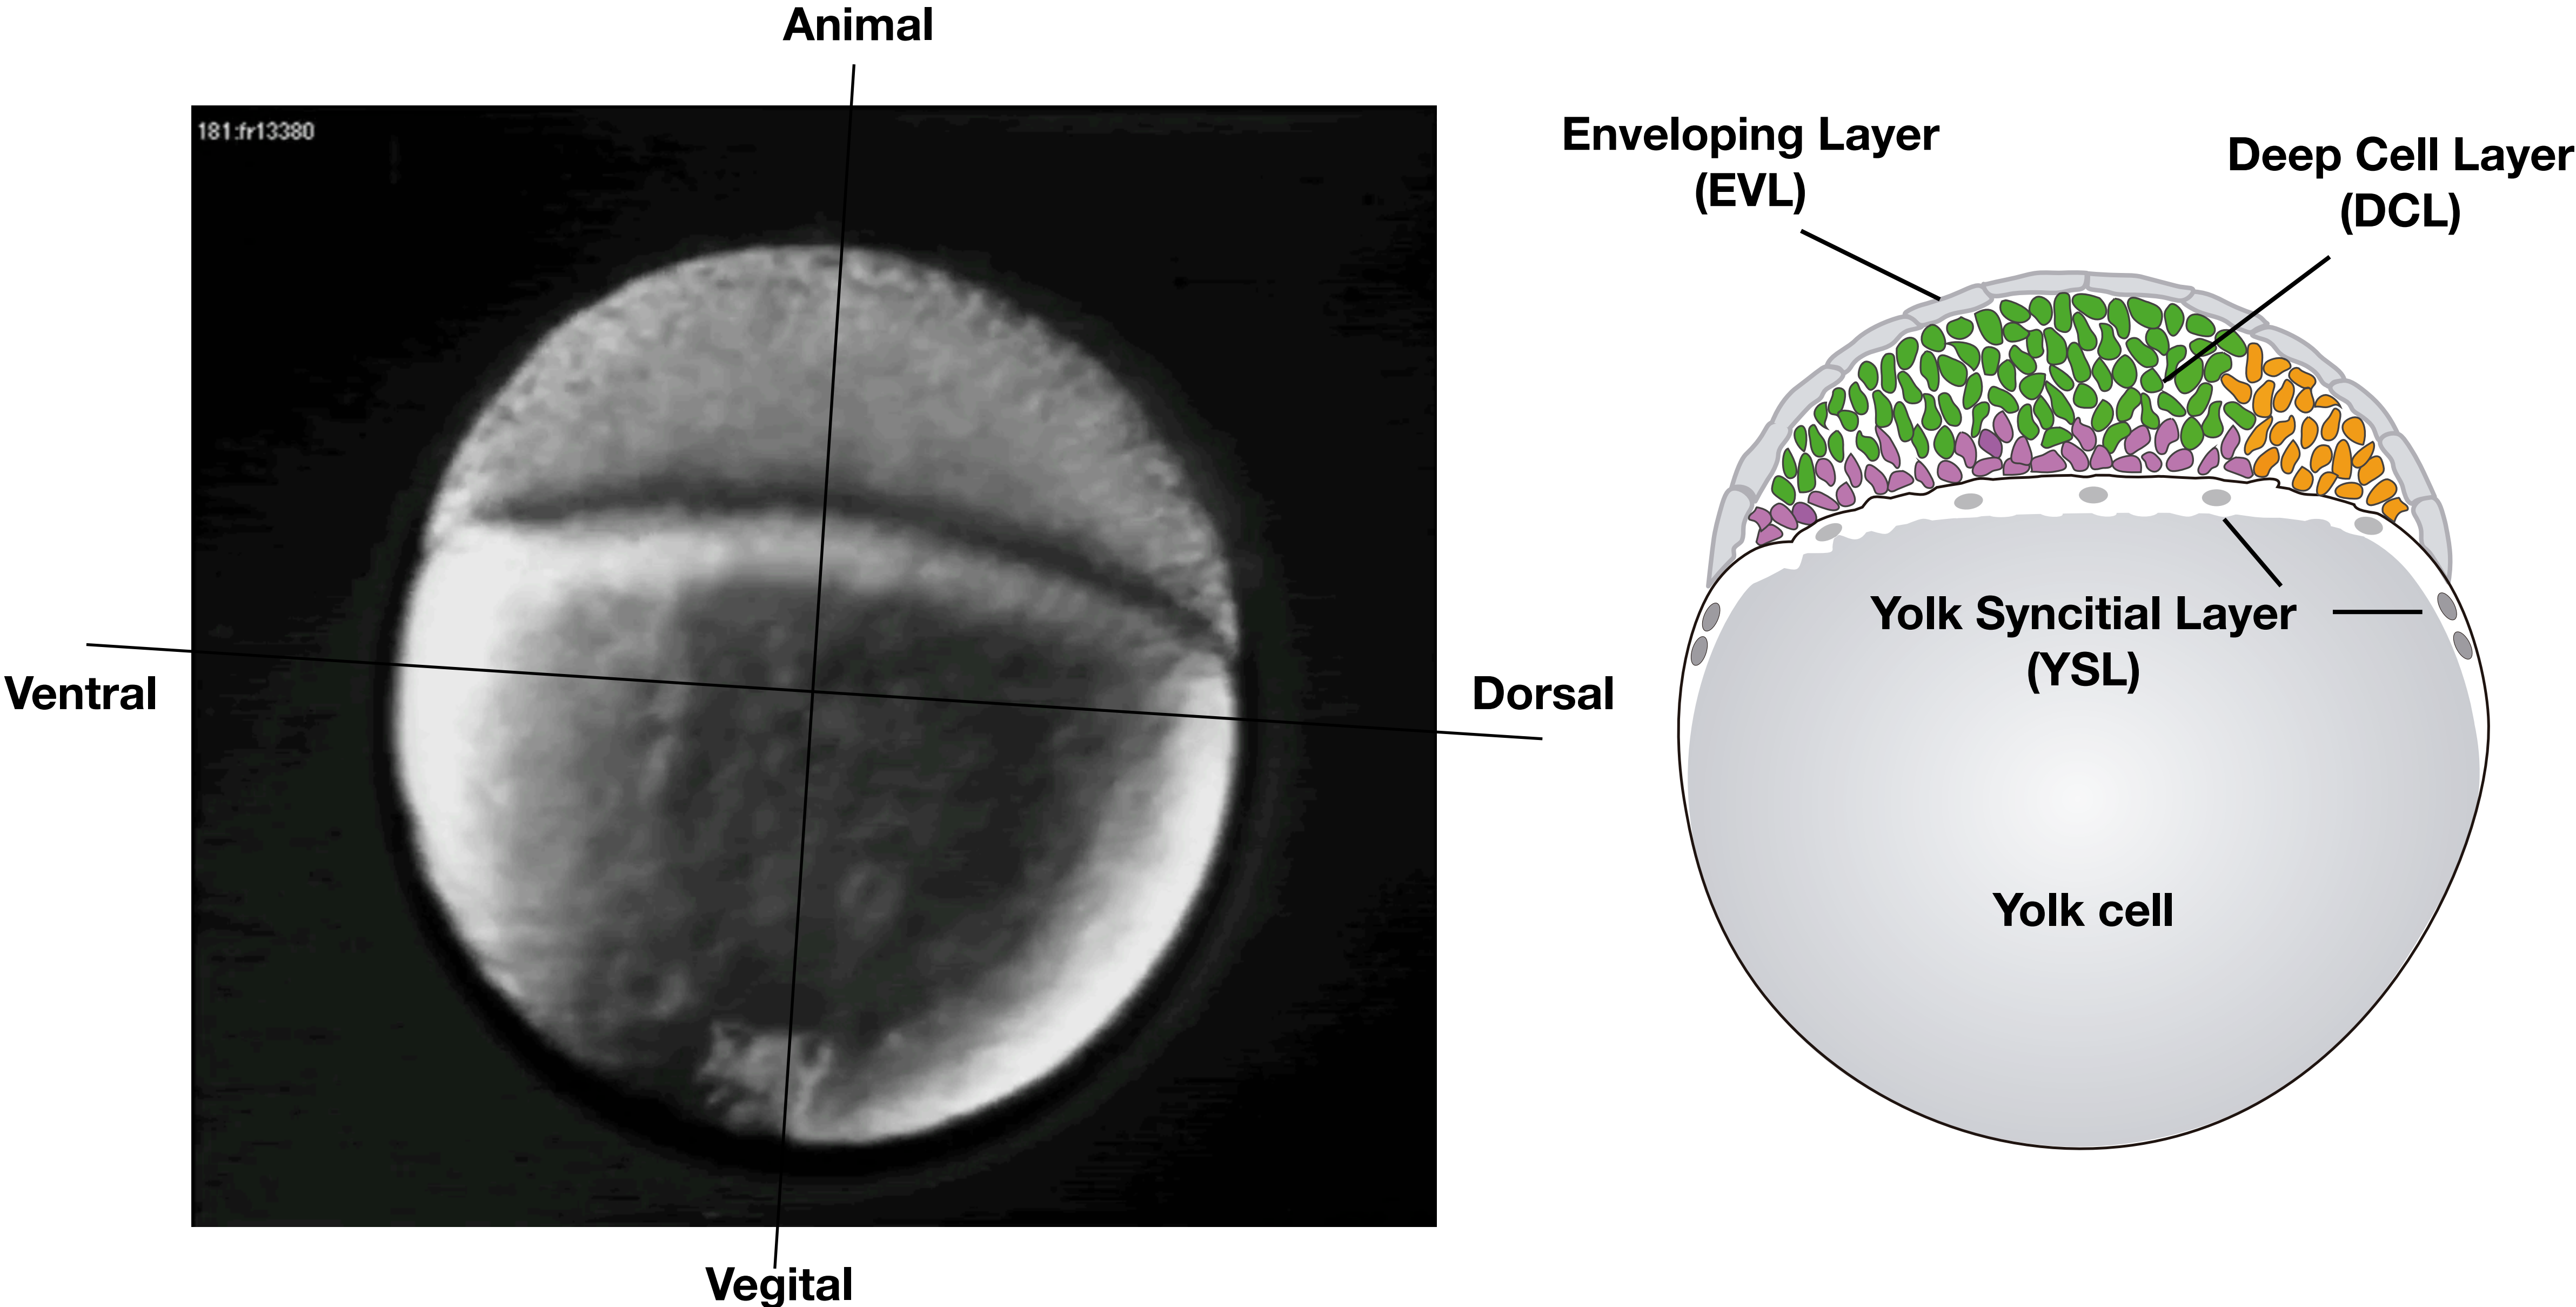 Animal
181:fr13380
Enveloping Layer
(EVL)
Deep Cell Layer
(DCL)
Ventral
Dorsal
Yolk Syncitial Layer
(YSL)
Yolk cell
Vegital